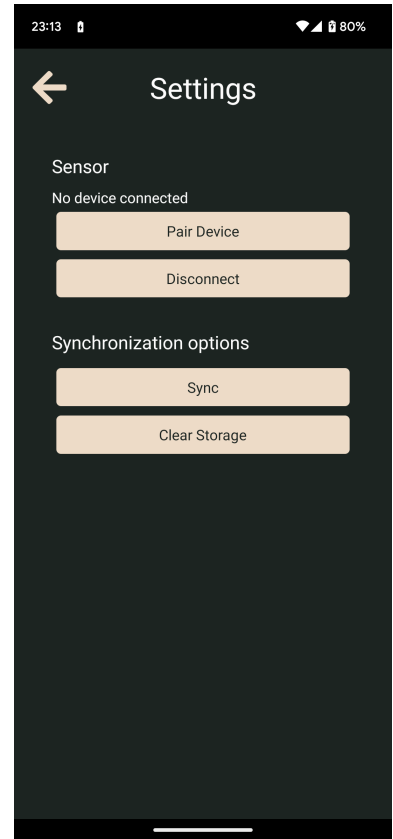 23:13 80%
Settings
Sensor
No device connected
Pair Device
Disconnect
Synchronization options
Sync
Clear Storage